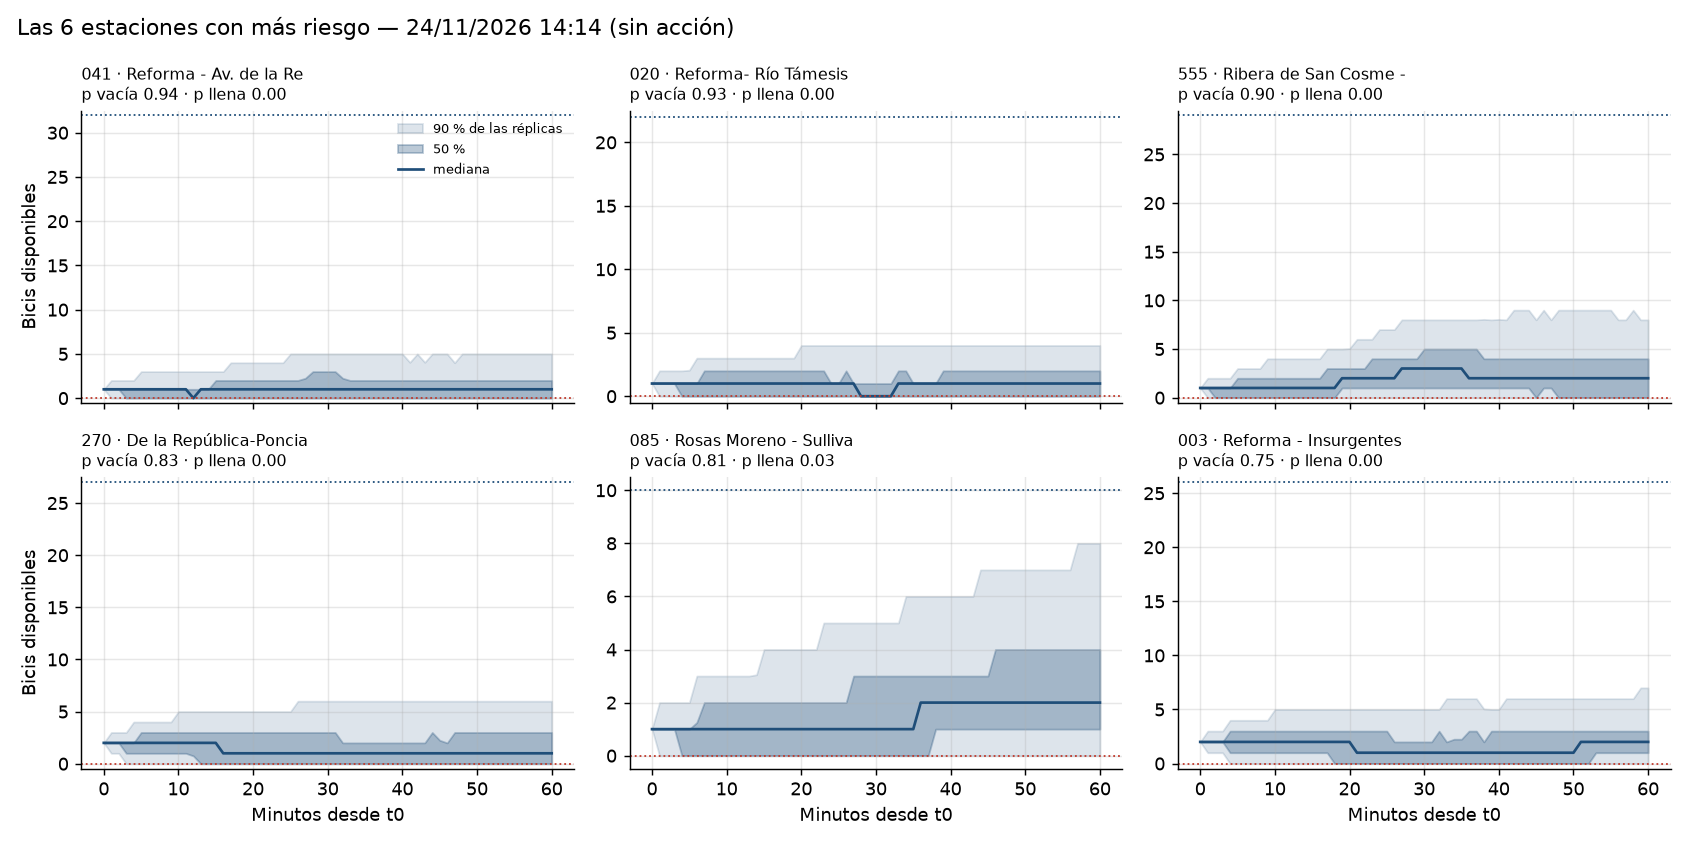 Las 6 estaciones con más riesgo — 24/11/2026 14:14 (sin acción)
041 · Reforma - Av. de la Re
p vacía 0.94 · p llena 0.00
020 · Reforma- Río Támesis
p vacía 0.93 · p llena 0.00
555 · Ribera de San Cosme -
p vacía 0.90 · p llena 0.00
Bicis disponibles
30
25
20
15
10
5
0
90 % de las réplicas
50 %
mediana
20
15
10
5
0
25
20
15
10
5
0
270 · De la República-Poncia
p vacía 0.83 · p llena 0.00
085 · Rosas Moreno - Sulliva
p vacía 0.81 · p llena 0.03
003 · Reforma - Insurgentes
p vacía 0.75 · p llena 0.00
Bicis disponibles
25
20
15
10
5
0
10
8
6
4
2
0
25
20
15
10
5
0
0 10 20 30 40 50 60
0 10 20 30 40 50 60
0 10 20 30 40 50 60
Minutos desde t0
Minutos desde t0
Minutos desde t0